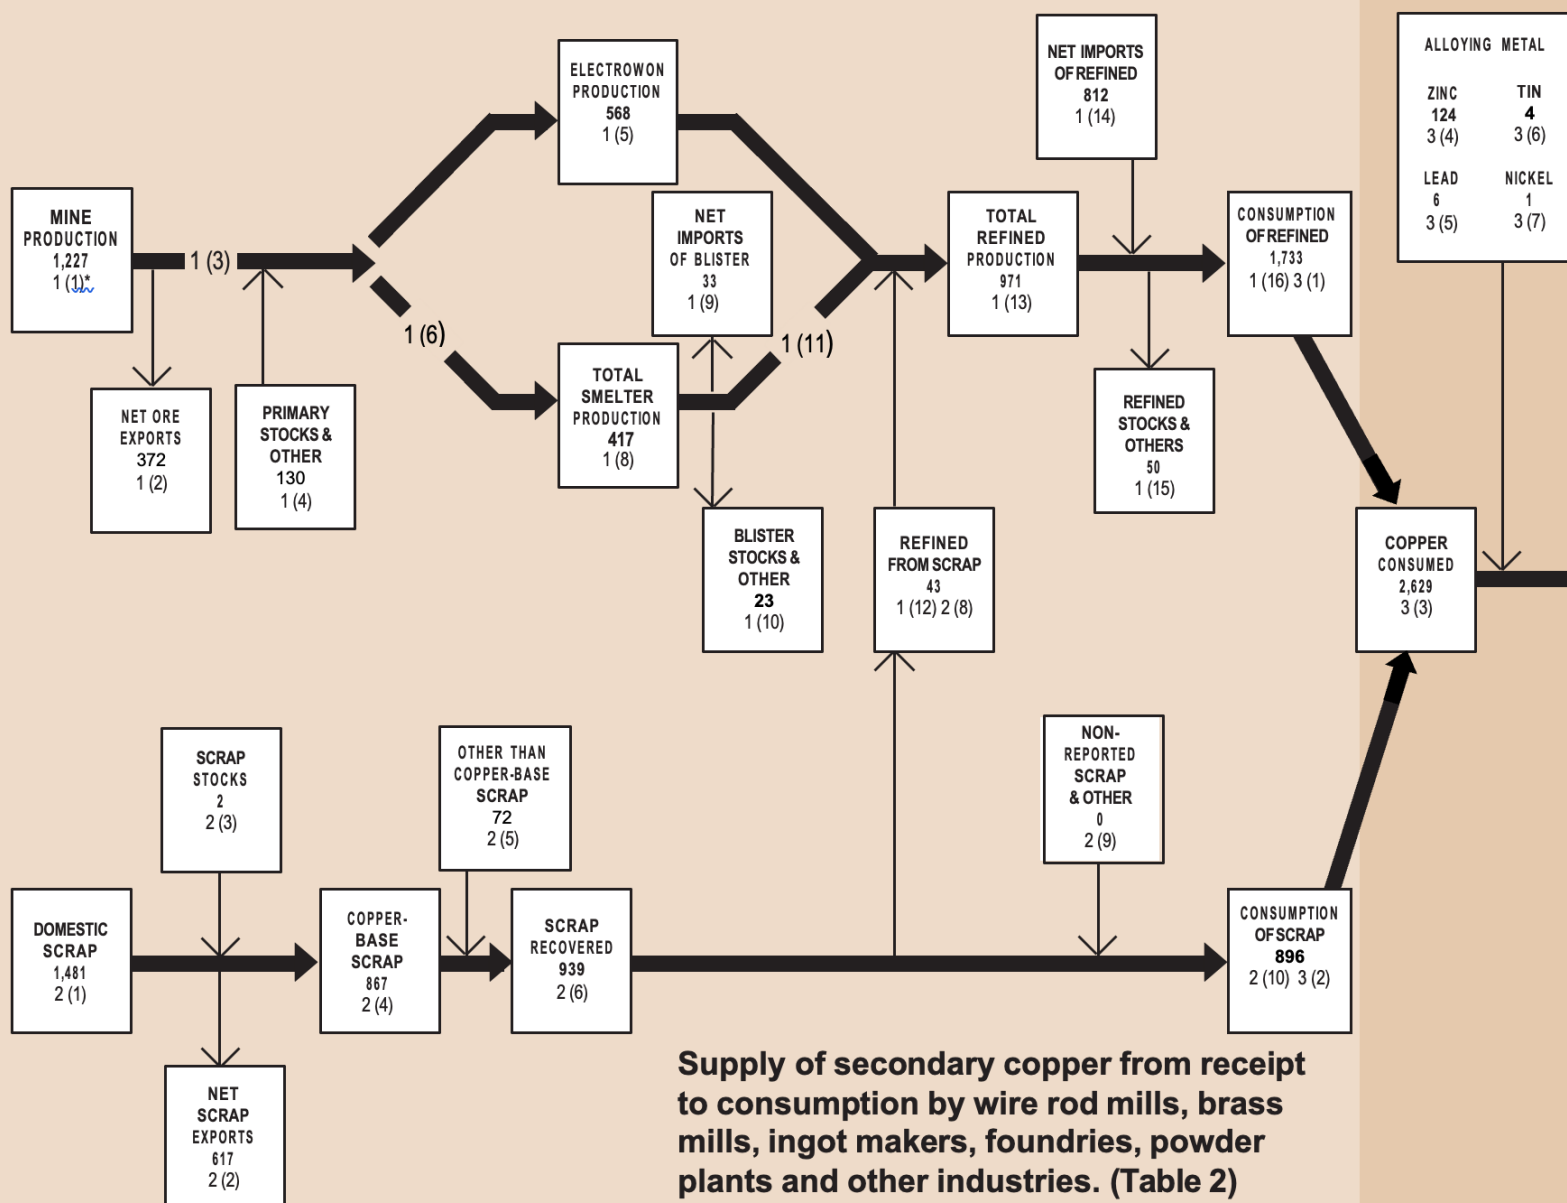 ELECTROWON
PRODUCTION
568
1 (5)
NET IMPORTS
OF REFINED
812
1 (14)
ALLOYING METAL
ZINC
124
3 (4)
TIN
4
3 (6)
LEAD
6
3 (5)
NICKEL
1
3 (7)
MINE
PRODUCTION
1,227
1 (1)*
1 (3)
NET ORE
EXPORTS
372
1 (2)
PRIMARY
STOCKS &
OTHER
130
1 (4)
1 (6)
NET
IMPORTS
OF BLISTER
33
1 (9)
TOTAL
SMELTER
PRODUCTION
417
1 (8)
1 (11)
BLISTER
STOCKS &
OTHER
23
1 (10)
REFINED
FROM SCRAP
43
1 (12) 2 (8)
TOTAL
REFINED
PRODUCTION
971
1 (13)
REFINED
STOCKS &
OTHERS
50
1 (15)
CONSUMPTION
OF REFINED
1,733
1 (16) 3 (1)
COPPER
CONSUMED
2,629
3 (3)
SCRAP
STOCKS
2
2 (3)
OTHER THAN
COPPER-BASE
SCRAP
72
2 (5)
NON-
REPORTED
SCRAP
& OTHER
0
2 (9)
DOMESTIC
SCRAP
1,481
2 (1)
COPPER-
BASE
SCRAP
867
2 (4)
SCRAP
RECOVERED
939
2 (6)
CONSUMPTION
OF SCRAP
896
2 (10) 3 (2)
NET
SCRAP
EXPORTS
617
2 (2)
Supply of secondary copper from receipt
to consumption by wire rod mills, brass
mills, ingot makers, foundries, powder
plants and other industries. (Table 2)